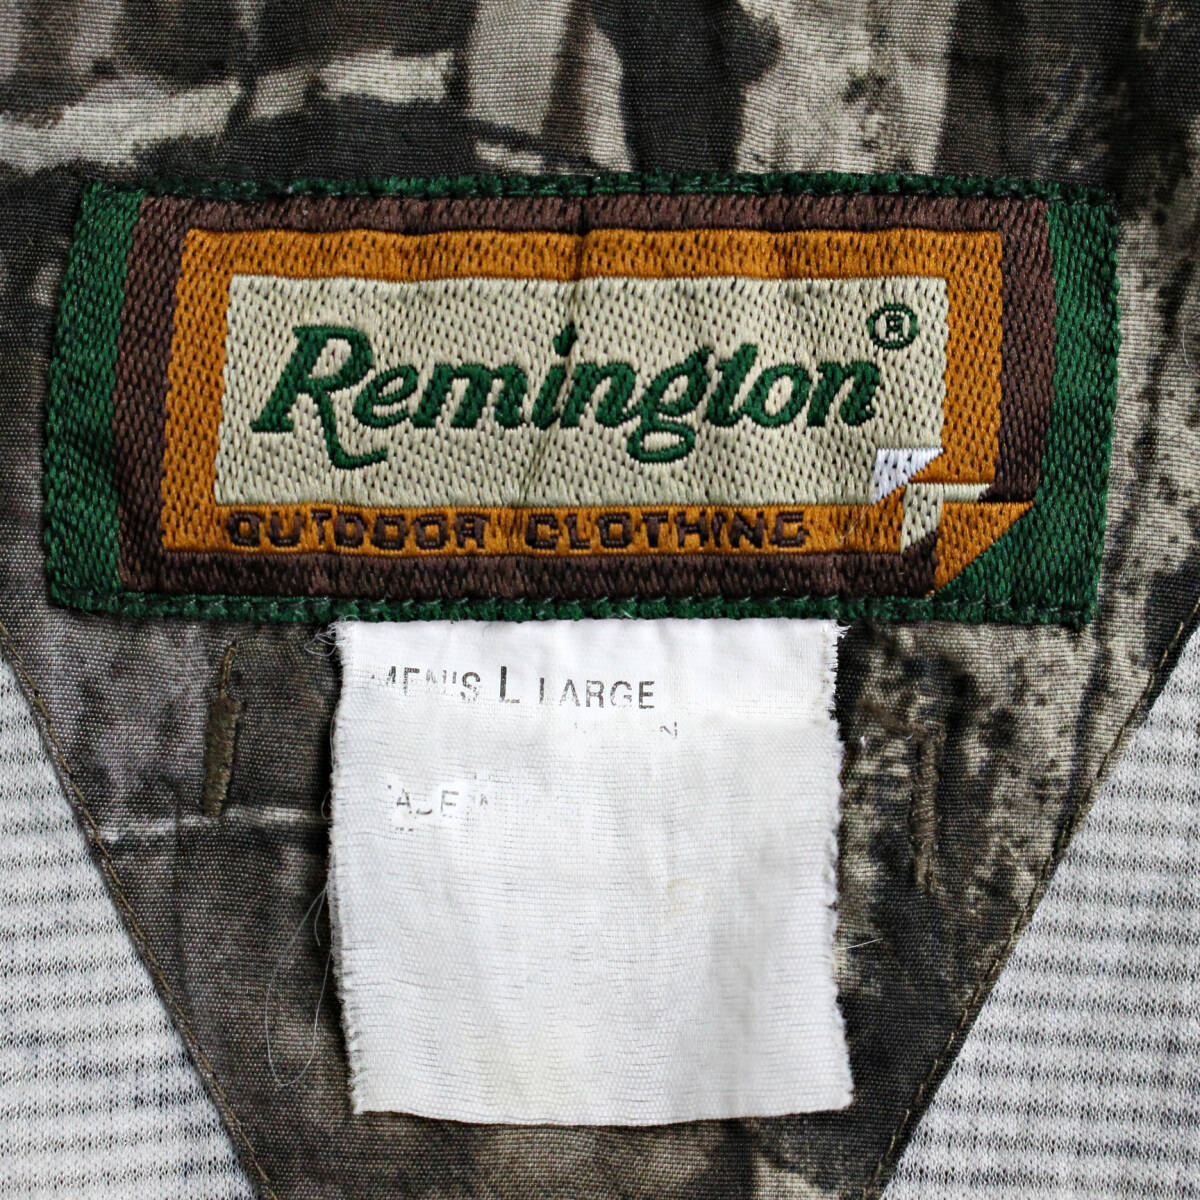 Remington®
OUTDOOR CLOTHING
MEN'S L LARGE